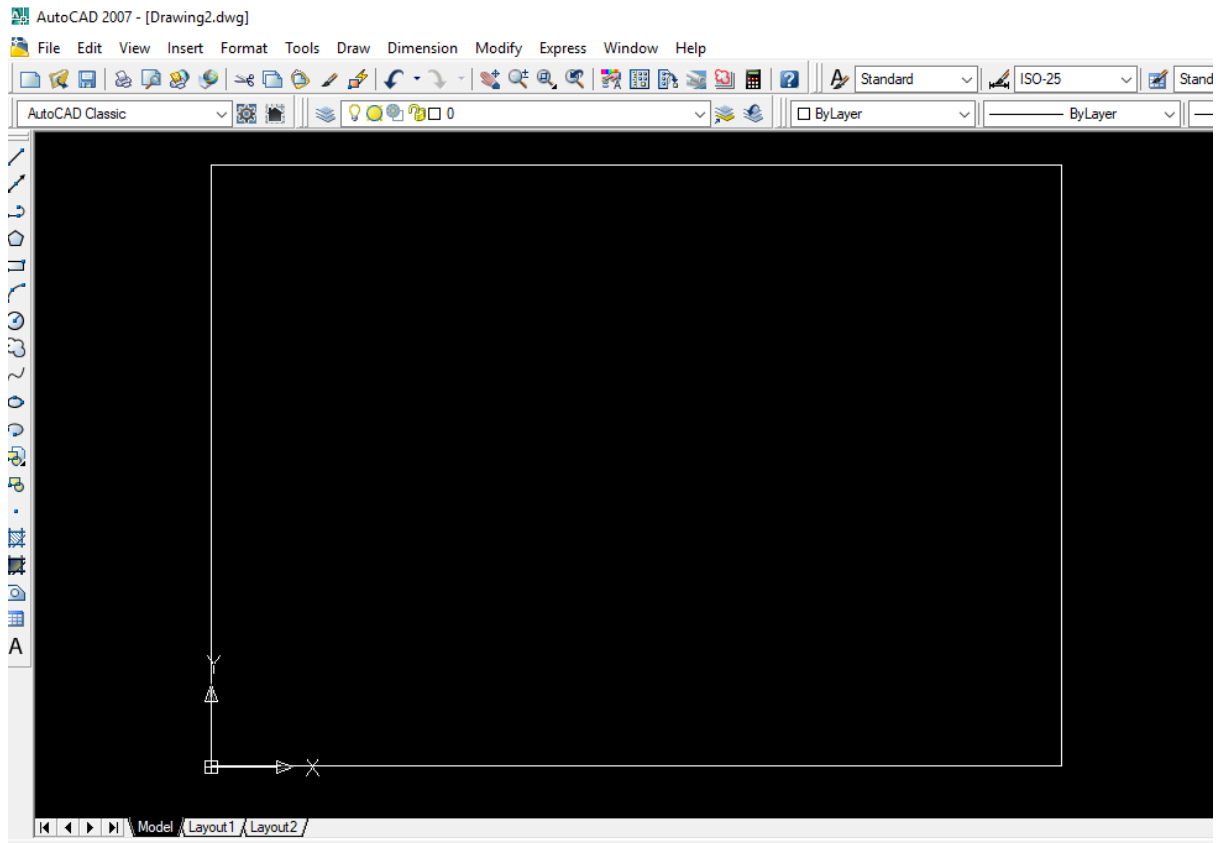 AutoCAD 2007 - [Drawing2.dwg]
File Edit View Insert Format Tools Draw Dimension Modify Express Window Help
Standard ISO-25 Stand
AutoCAD Classic 0 ByLayer ByLayer
A
Y
X
Model Layout1 Layout2